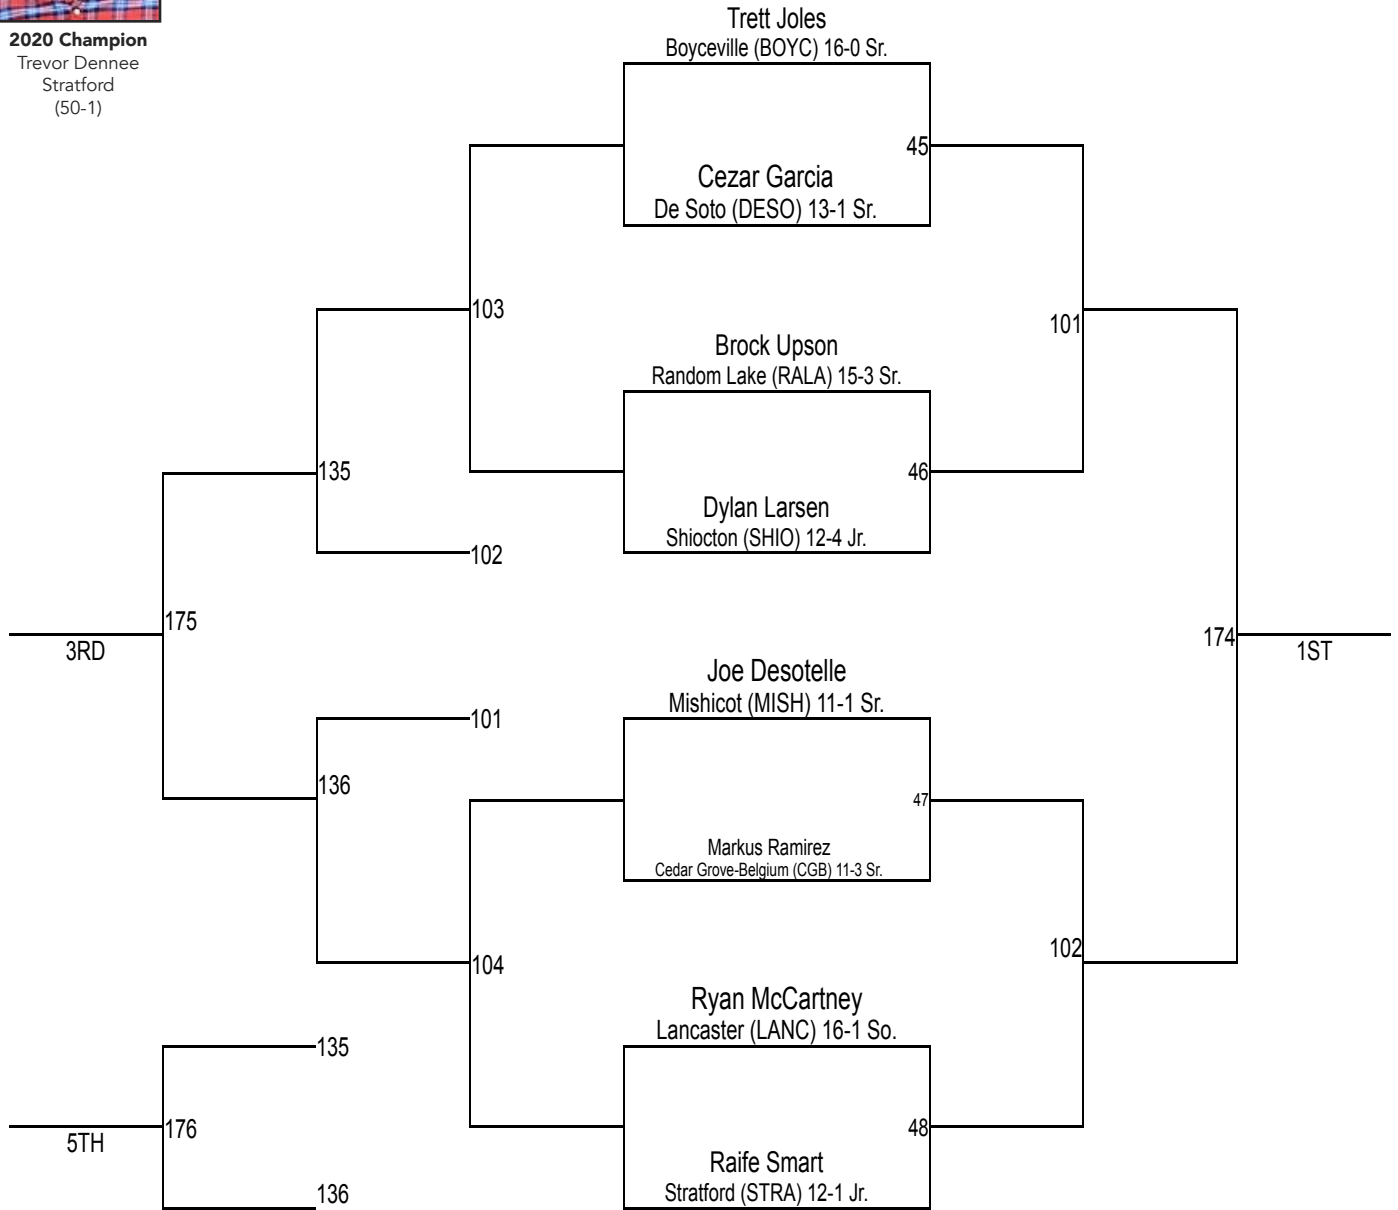 2020 Champion
Trevor Dennee
Stratford
(50-1)
Trett Joles
Boyceville (BOYC) 16-0 Sr.
45
Cezar Garcia
De Soto (DESO) 13-1 Sr.
103
101
Brock Upson
Random Lake (RALA) 15-3 Sr.
135
46
Dylan Larsen
Shiocton (SHIO) 12-4 Jr.
102
175
3RD
174
1ST
Joe Desotelle
Mishicot (MISH) 11-1 Sr.
101
136
47
Markus Ramirez
Cedar Grove-Belgium (CGB) 11-3 Sr.
104
102
Ryan McCartney
Lancaster (LANC) 16-1 So.
135
176
5TH
48
Raife Smart
Stratford (STRA) 12-1 Jr.
136